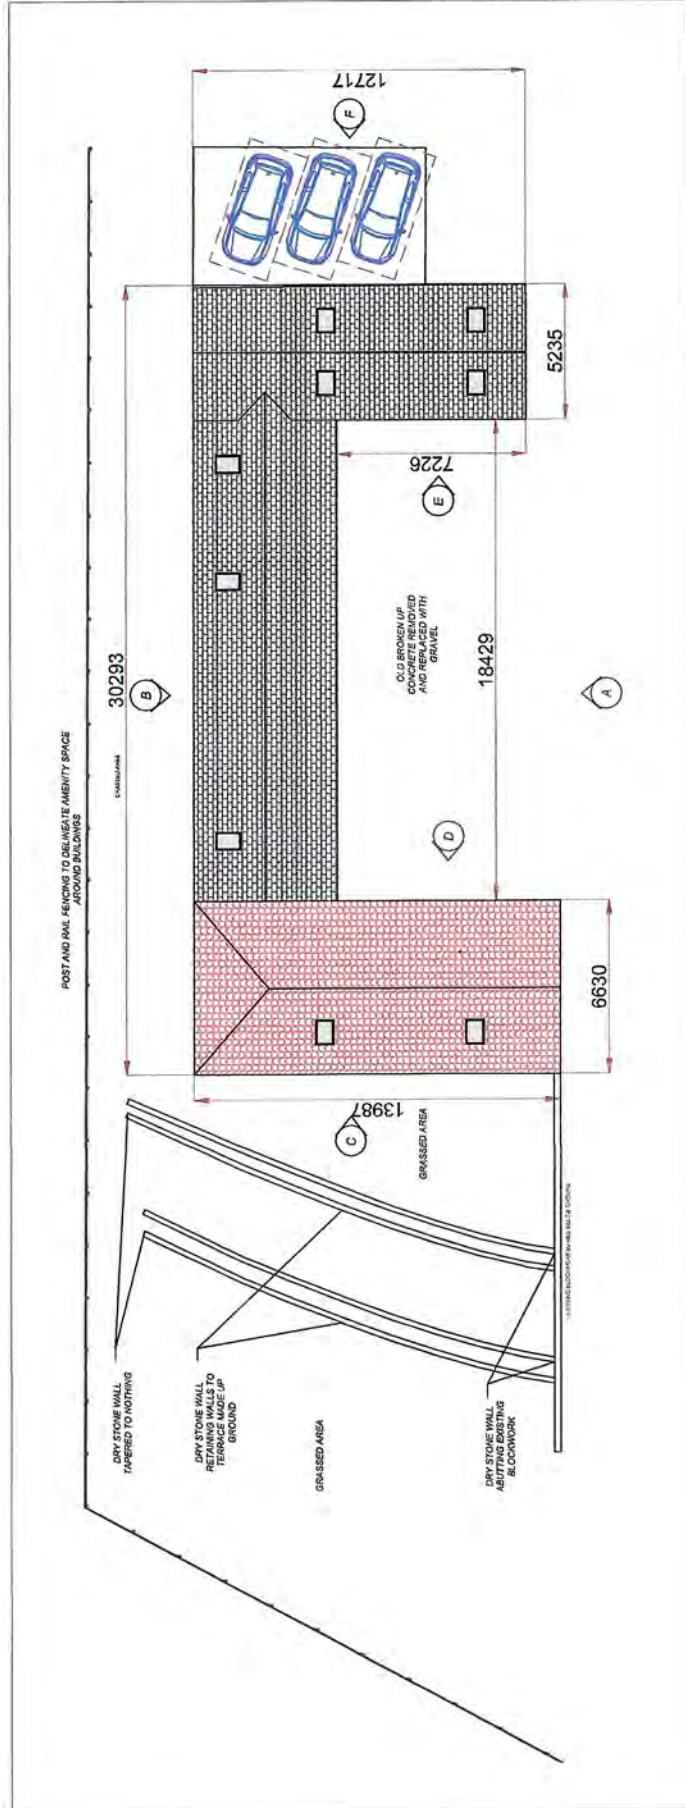 POST AND RAIL FENCING TO DELINEATE AMENITY SPACE
AROUND BUILDINGS
30293
GRASSED AREA
B
12717
F
DRY STONE WALL
TAPERED TO NOTHING
DRY STONE WALL
RETAINING WALLS TO
TERRACE MADE UP
GROUND
GRASSED AREA
DRY STONE WALL
ABUTTING EXISTING
BLOCKWORK
C
13987
GRASSED AREA
D
OLD BROKEN UP
CONCRETE REMOVED
AND REPLACED WITH
GRAVEL
E
7226
18429
5235
6630
A